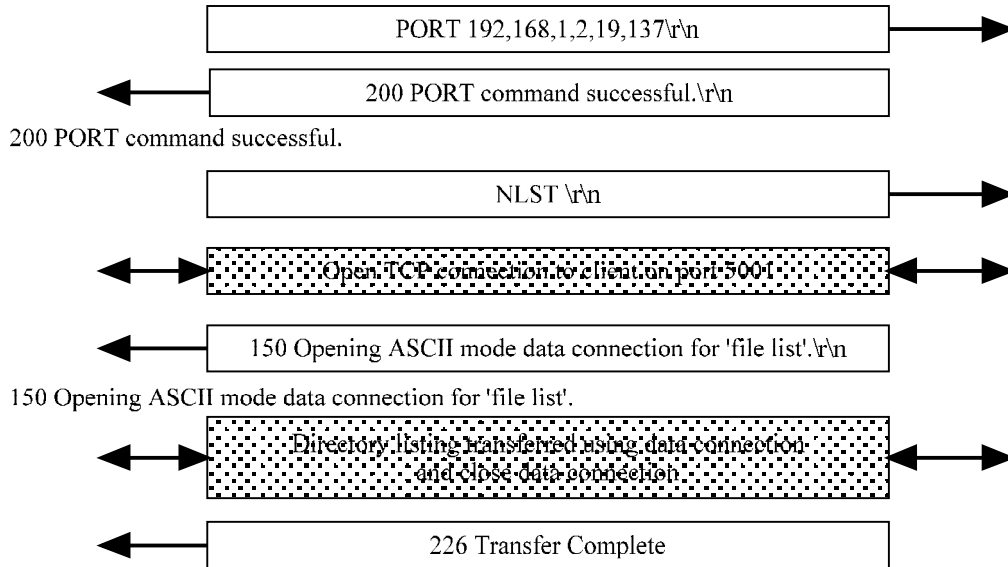 PORT 192,168,1,2,19,137\r\n
200 PORT command successful.\r\n
200 PORT command successful.
NLST \r\n
Open TCP connection to client on port 5001
150 Opening ASCII mode data connection for 'file list'.\r\n
150 Opening ASCII mode data connection for 'file list'.
Directory listing transferred using data connection
and close data connection
226 Transfer Complete